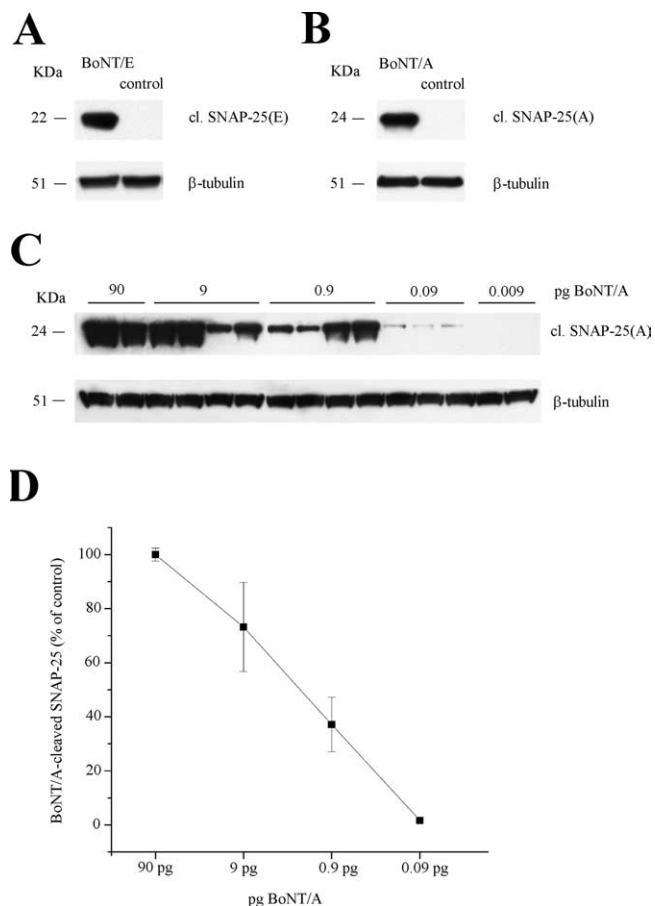 A
KDa
BoNT/E
control
22
cl. SNAP-25(E)
51
β-tubulin
B
KDa
BoNT/A
control
24
cl. SNAP-25(A)
51
β-tubulin
C
KDa
90 9 0.9 0.09 0.009 pg BoNT/A
24
cl. SNAP-25(A)
51
β-tubulin
D
BoNT/A-cleaved SNAP-25 (% of control)
100
80
60
40
20
0
90 pg 9 pg 0.9 pg 0.09 pg
pg BoNT/A